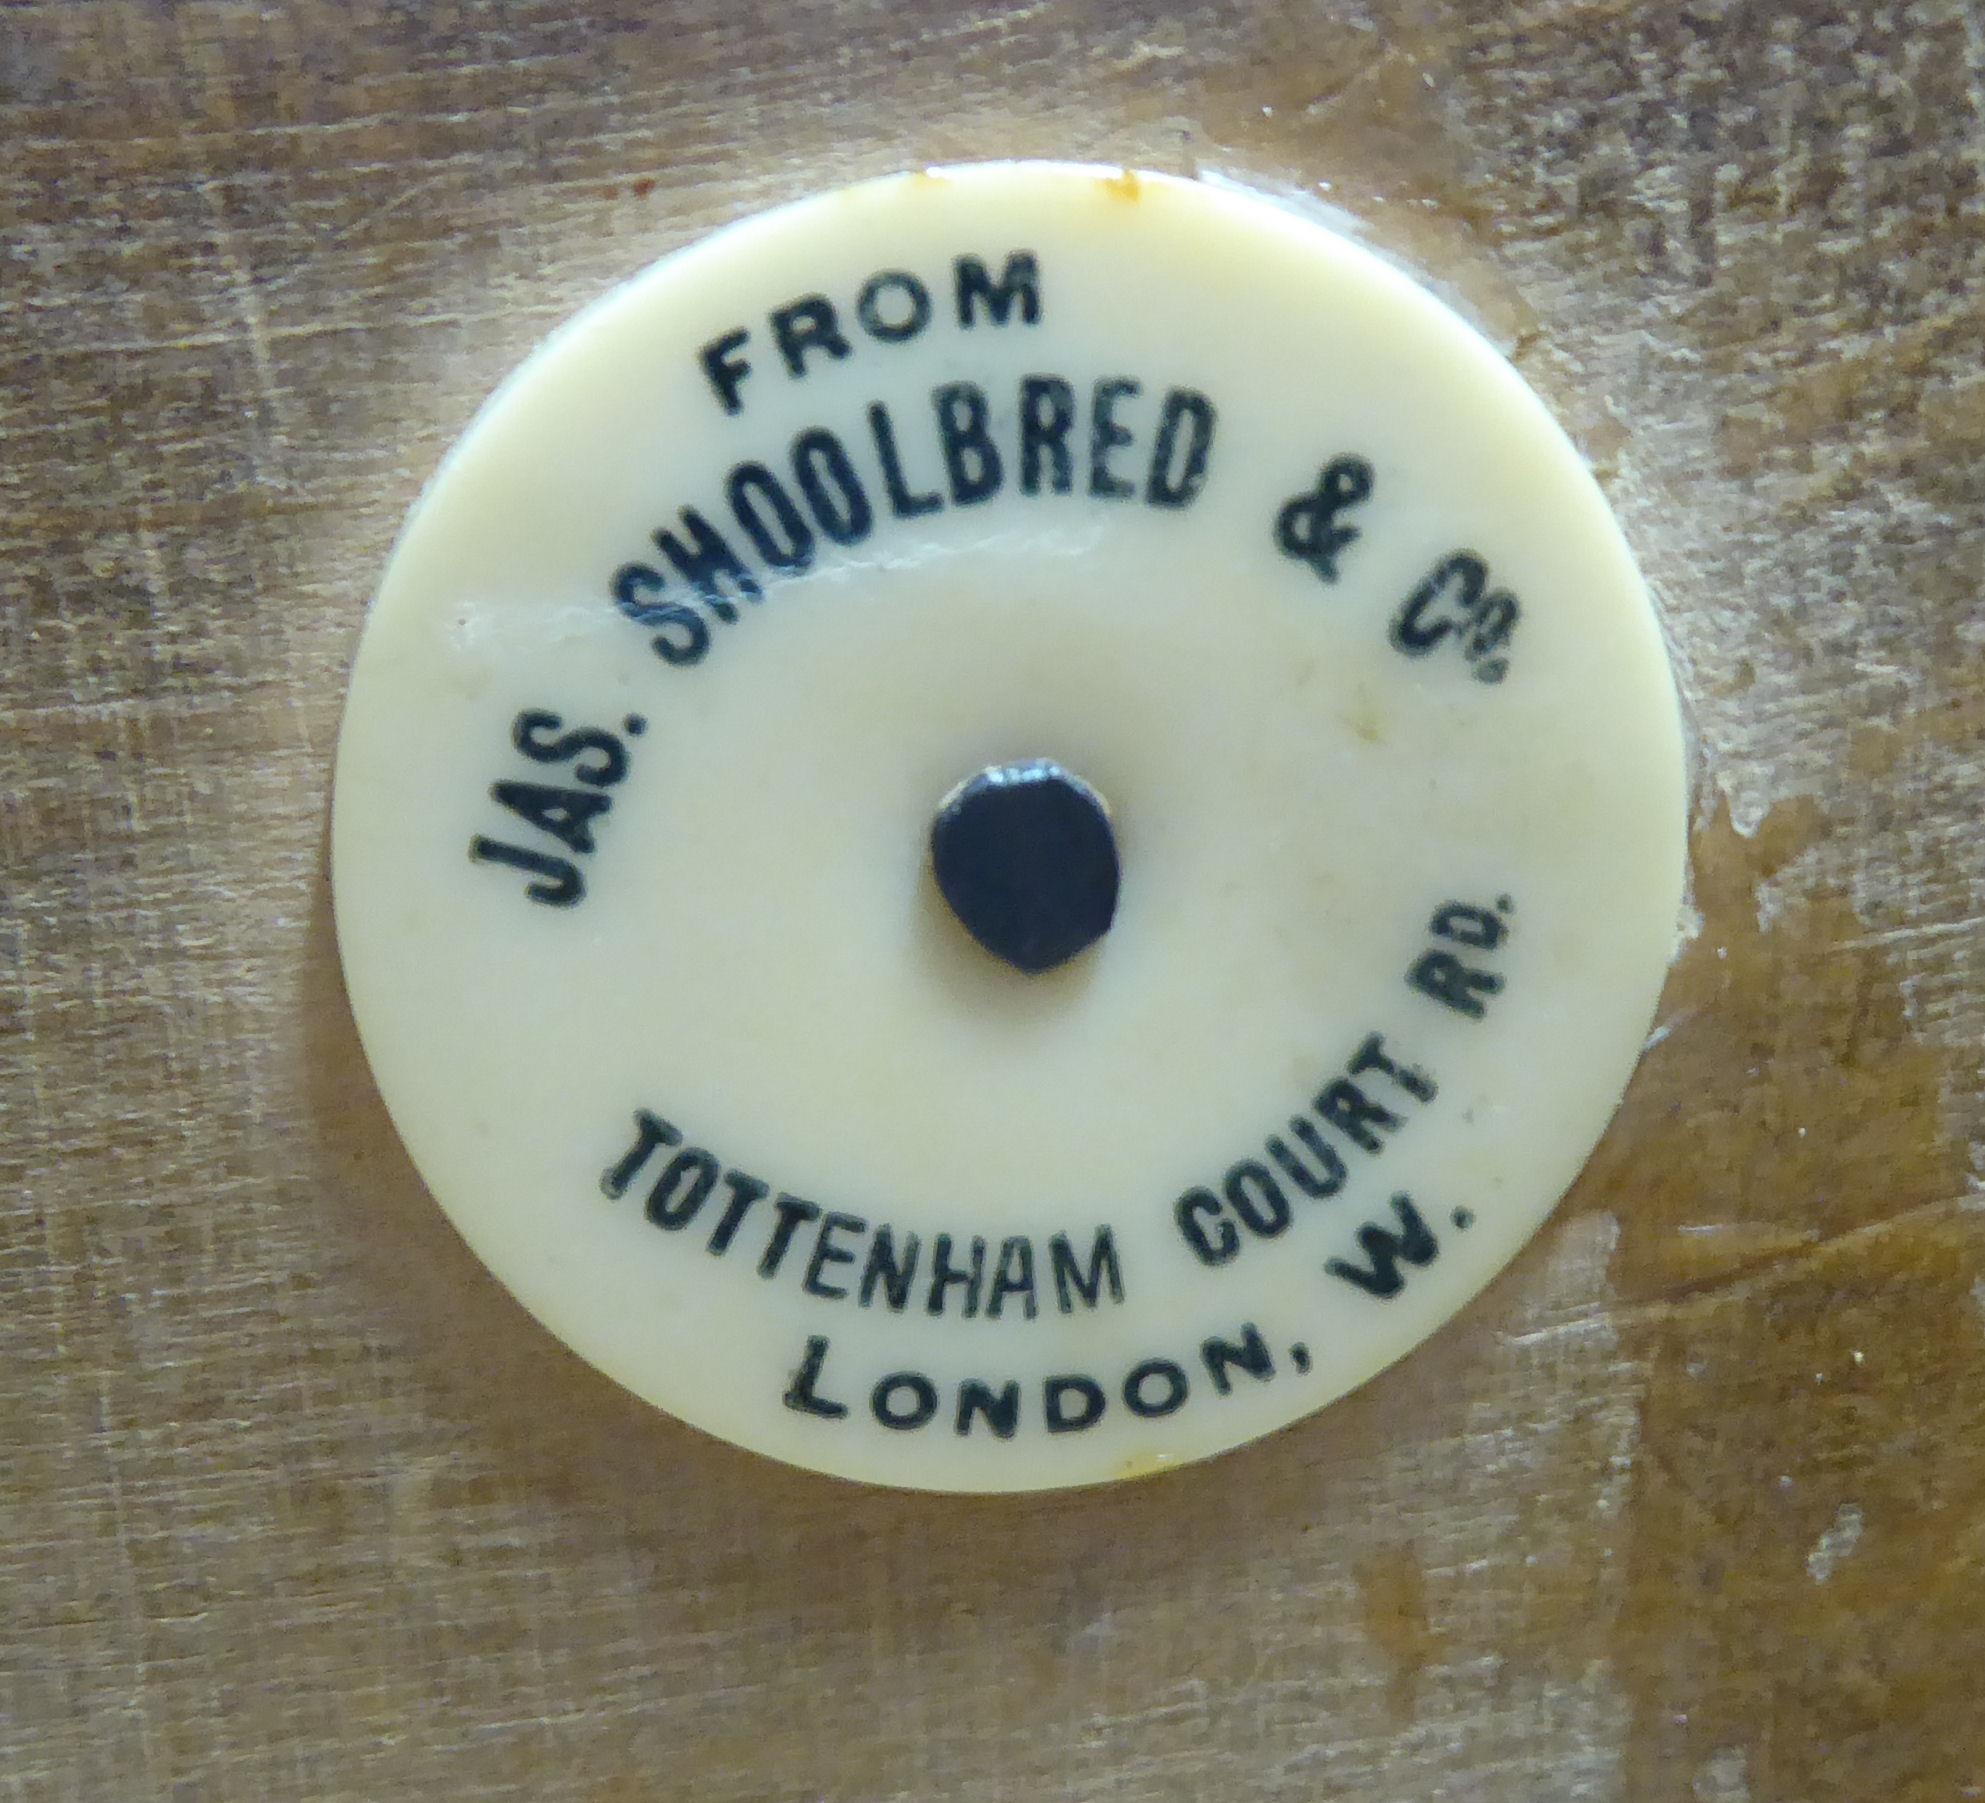 FROM
JAS. SHOOLBRED & Co.
TOTTENHAM COURT RD.
LONDON, W.